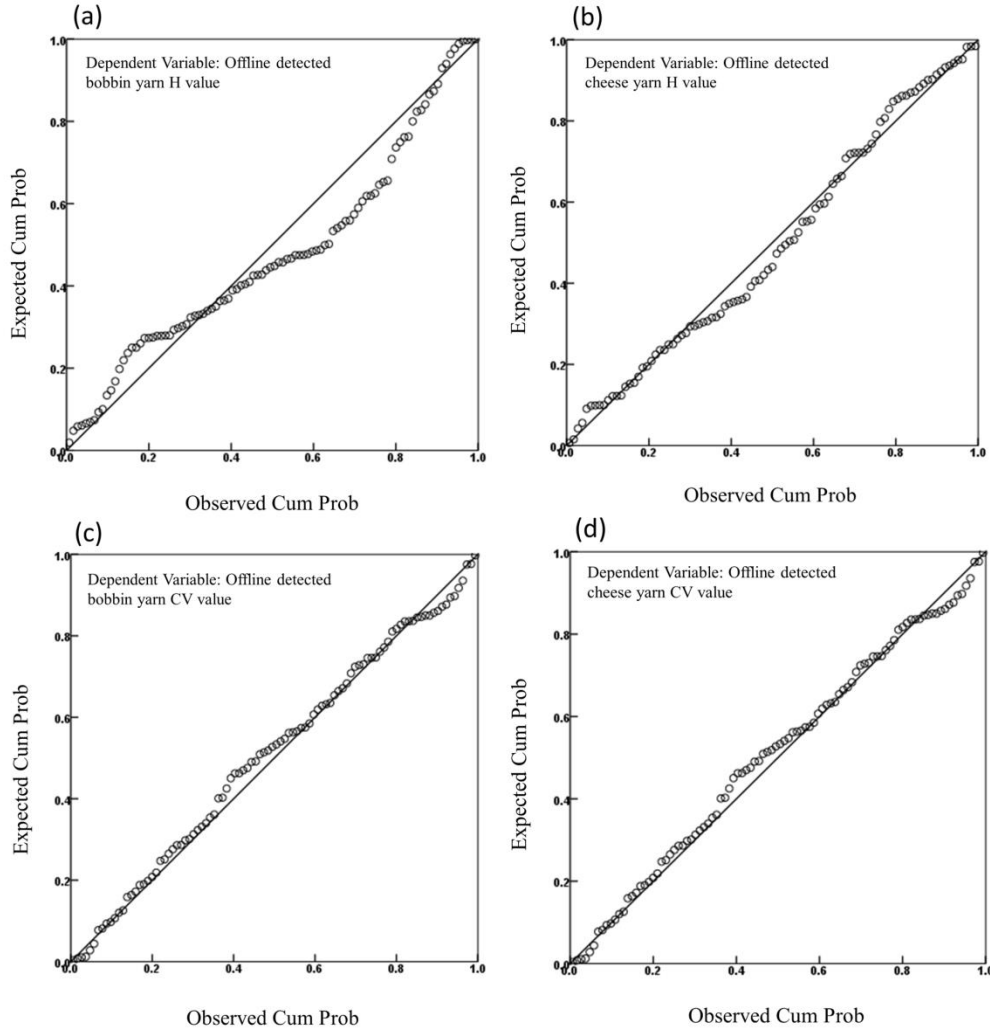 (a)
Dependent Variable: Offline detected
bobbin yarn H value
1.0
0.8
0.6
0.4
0.2
0.0
0.0 0.2 0.4 0.6 0.8 1.0
Expected Cum Prob
Observed Cum Prob
(b)
Dependent Variable: Offline detected
cheese yarn H value
1.0
0.8
0.6
0.4
0.2
0.0
0.0 0.2 0.4 0.6 0.8 1.0
Expected Cum Prob
Observed Cum Prob
(c)
Dependent Variable: Offline detected
bobbin yarn CV value
1.0
0.8
0.6
0.4
0.2
0.0
0.0 0.2 0.4 0.6 0.8 1.0
Expected Cum Prob
Observed Cum Prob
(d)
Dependent Variable: Offline detected
cheese yarn CV value
1.0
0.8
0.6
0.4
0.2
0.0
0.0 0.2 0.4 0.6 0.8 1.0
Expected Cum Prob
Observed Cum Prob